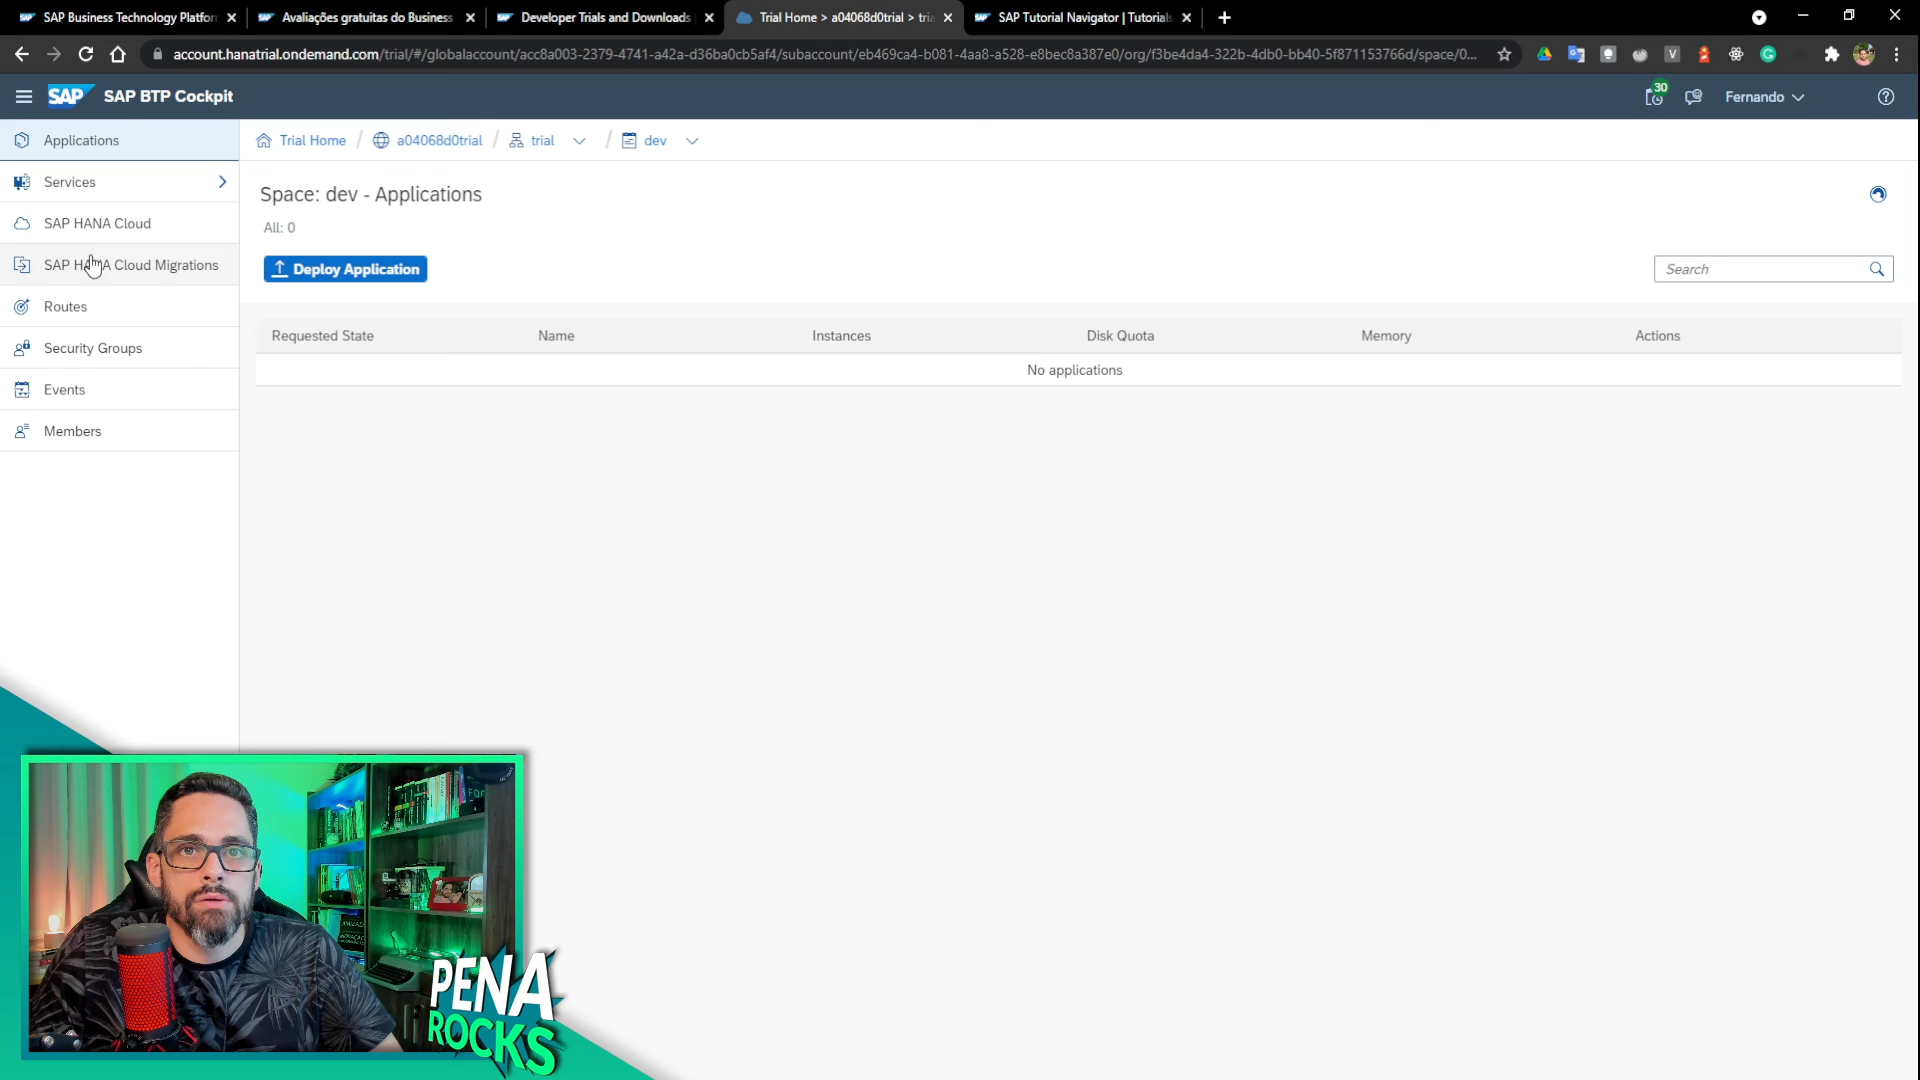 SAP Business Technology Platfor
Avaliações gratuitas do Business
Developer Trials and Downloads
Trial Home > a04068d0trial > tri
SAP Tutorial Navigator | Tutorials
account.hanatrial.ondemand.com/trial/#/globalaccount/acc8a003-2379-4741-a42a-d36ba0cb5af4/subaccount/eb469ca4-b081-4aa8-a528-e8bec8a387e0/org/f3be4da4-322b-4db0-bb40-5f871153766d/space/0...
SAP SAP BTP Cockpit
30
Fernando
Applications
Services
SAP HANA Cloud
SAP HANA Cloud Migrations
Routes
Security Groups
Events
Members
Trial Home / a04068d0trial / trial / dev
Space: dev - Applications
All: 0
Deploy Application
Search
Requested State Name Instances Disk Quota Memory Actions
No applications
PENA
ROCKS